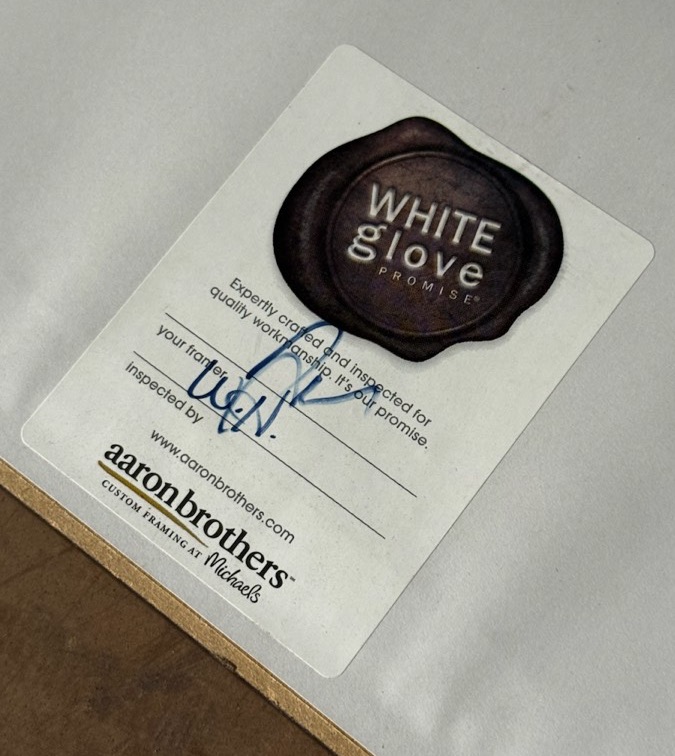 WHITE
glove
PROMISE®
Expertly crafted and inspected for
quality workmanship. It's our promise.
your framer
inspected by
www.aaronbrothers.com
aaronbrothers™
CUSTOM FRAMING AT Michaels